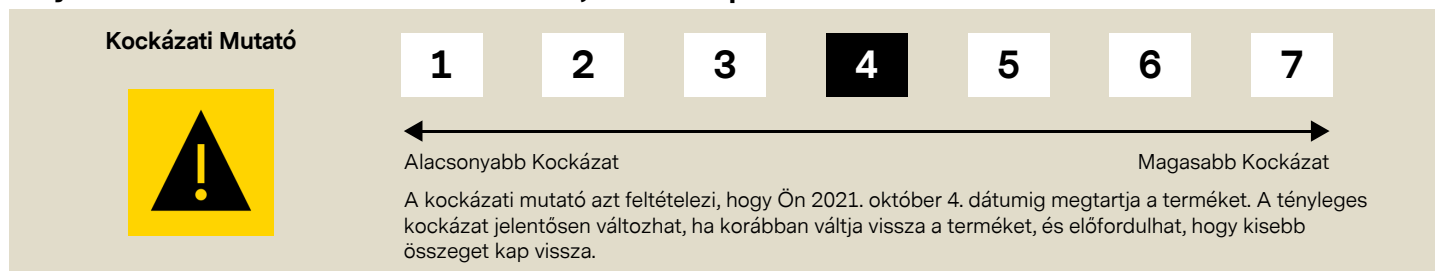 Kockázati Mutató
1 2 3 4 5 6 7
Alacsonyabb Kockázat Magasabb Kockázat
A kockázati mutató azt feltételezi, hogy Ön 2021. október 4. dátumig megtartja a terméket. A tényleges
kockázat jelentősen változhat, ha korábban váltja vissza a terméket, és előfordulhat, hogy kisebb
összeget kap vissza.